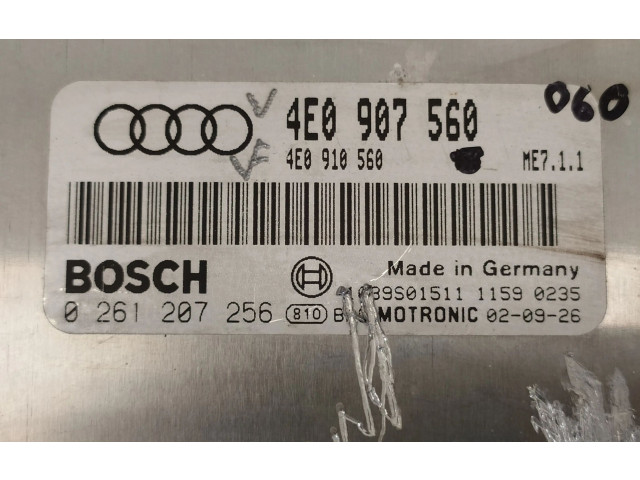 4E0 907 560
060
4E0 910 560
ME7.1.1
BOSCH
Made in Germany
1039S01511 1159 0235
0 261 207 256 810 MOTRONIC 02-09-26